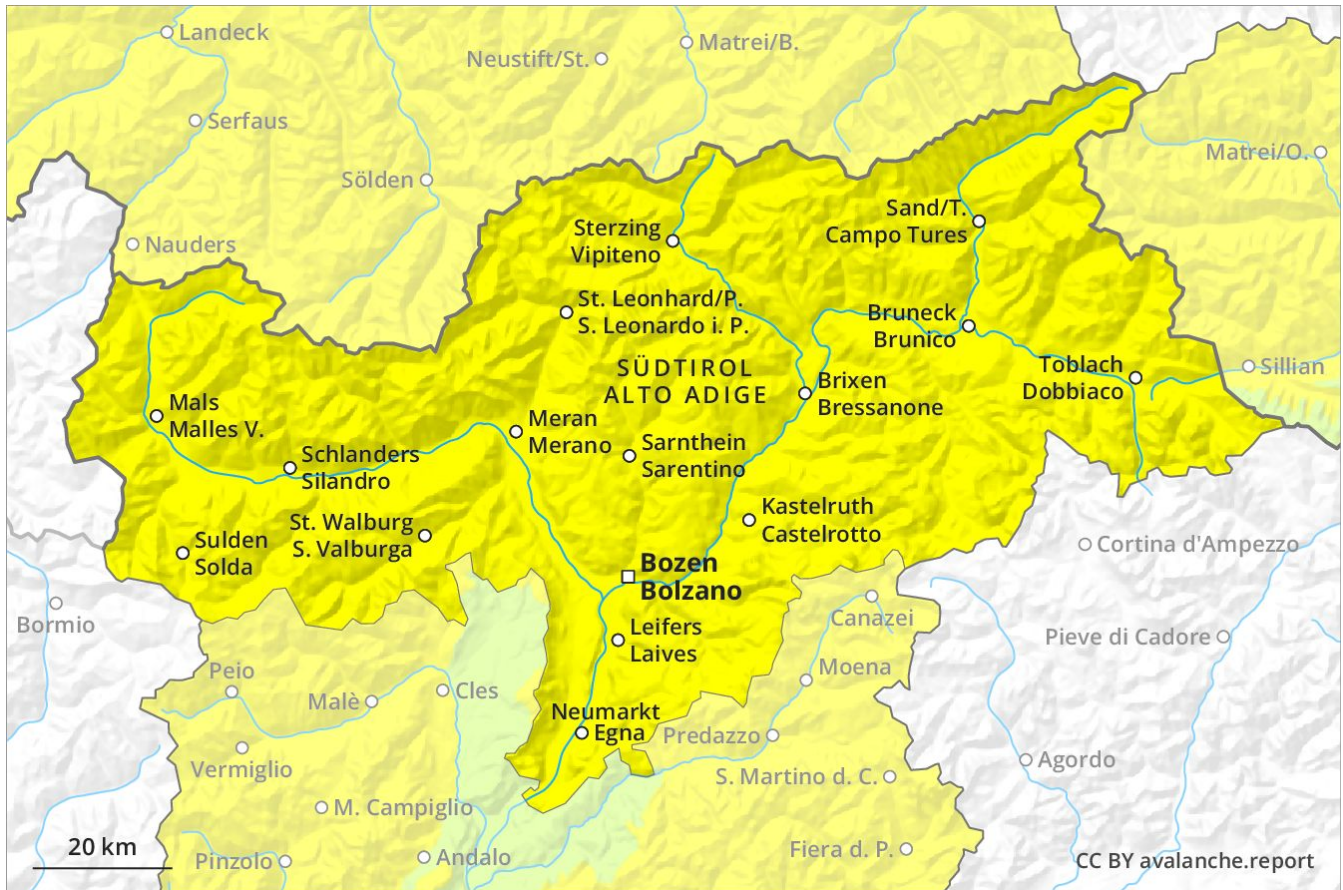 Landeck
Matrei/B.
Neustift/St.
Serfaus
Matrei/O.
Sölden
Sand/T.
Campo Tures
Sterzing
Vipiteno
Nauders
St. Leonhard/P.
S. Leonardo i. P.
Bruneck
Brunico
SÜDTIROL
ALTO ADIGE
Toblach
Dobbiaco
Sillian
Brixen
Bressanone
Mals
Malles V.
Meran
Merano
Sarnthein
Sarentino
Schlanders
Silandro
Kastelruth
Castelrotto
St. Walburg
S. Valburga
Sulden
Solda
Cortina d'Ampezzo
Bozen
Bolzano
Bormio
Canazei
Leifers
Laives
Pieve di Cadore
Peio
Moena
Malè
Cles
Neumarkt
Egna
Predazzo
Vermiglio
S. Martino d. C.
Agordo
M. Campiglio
20 km
Pinzolo
Andalo
Fiera d. P.
CC BY avalanche.report